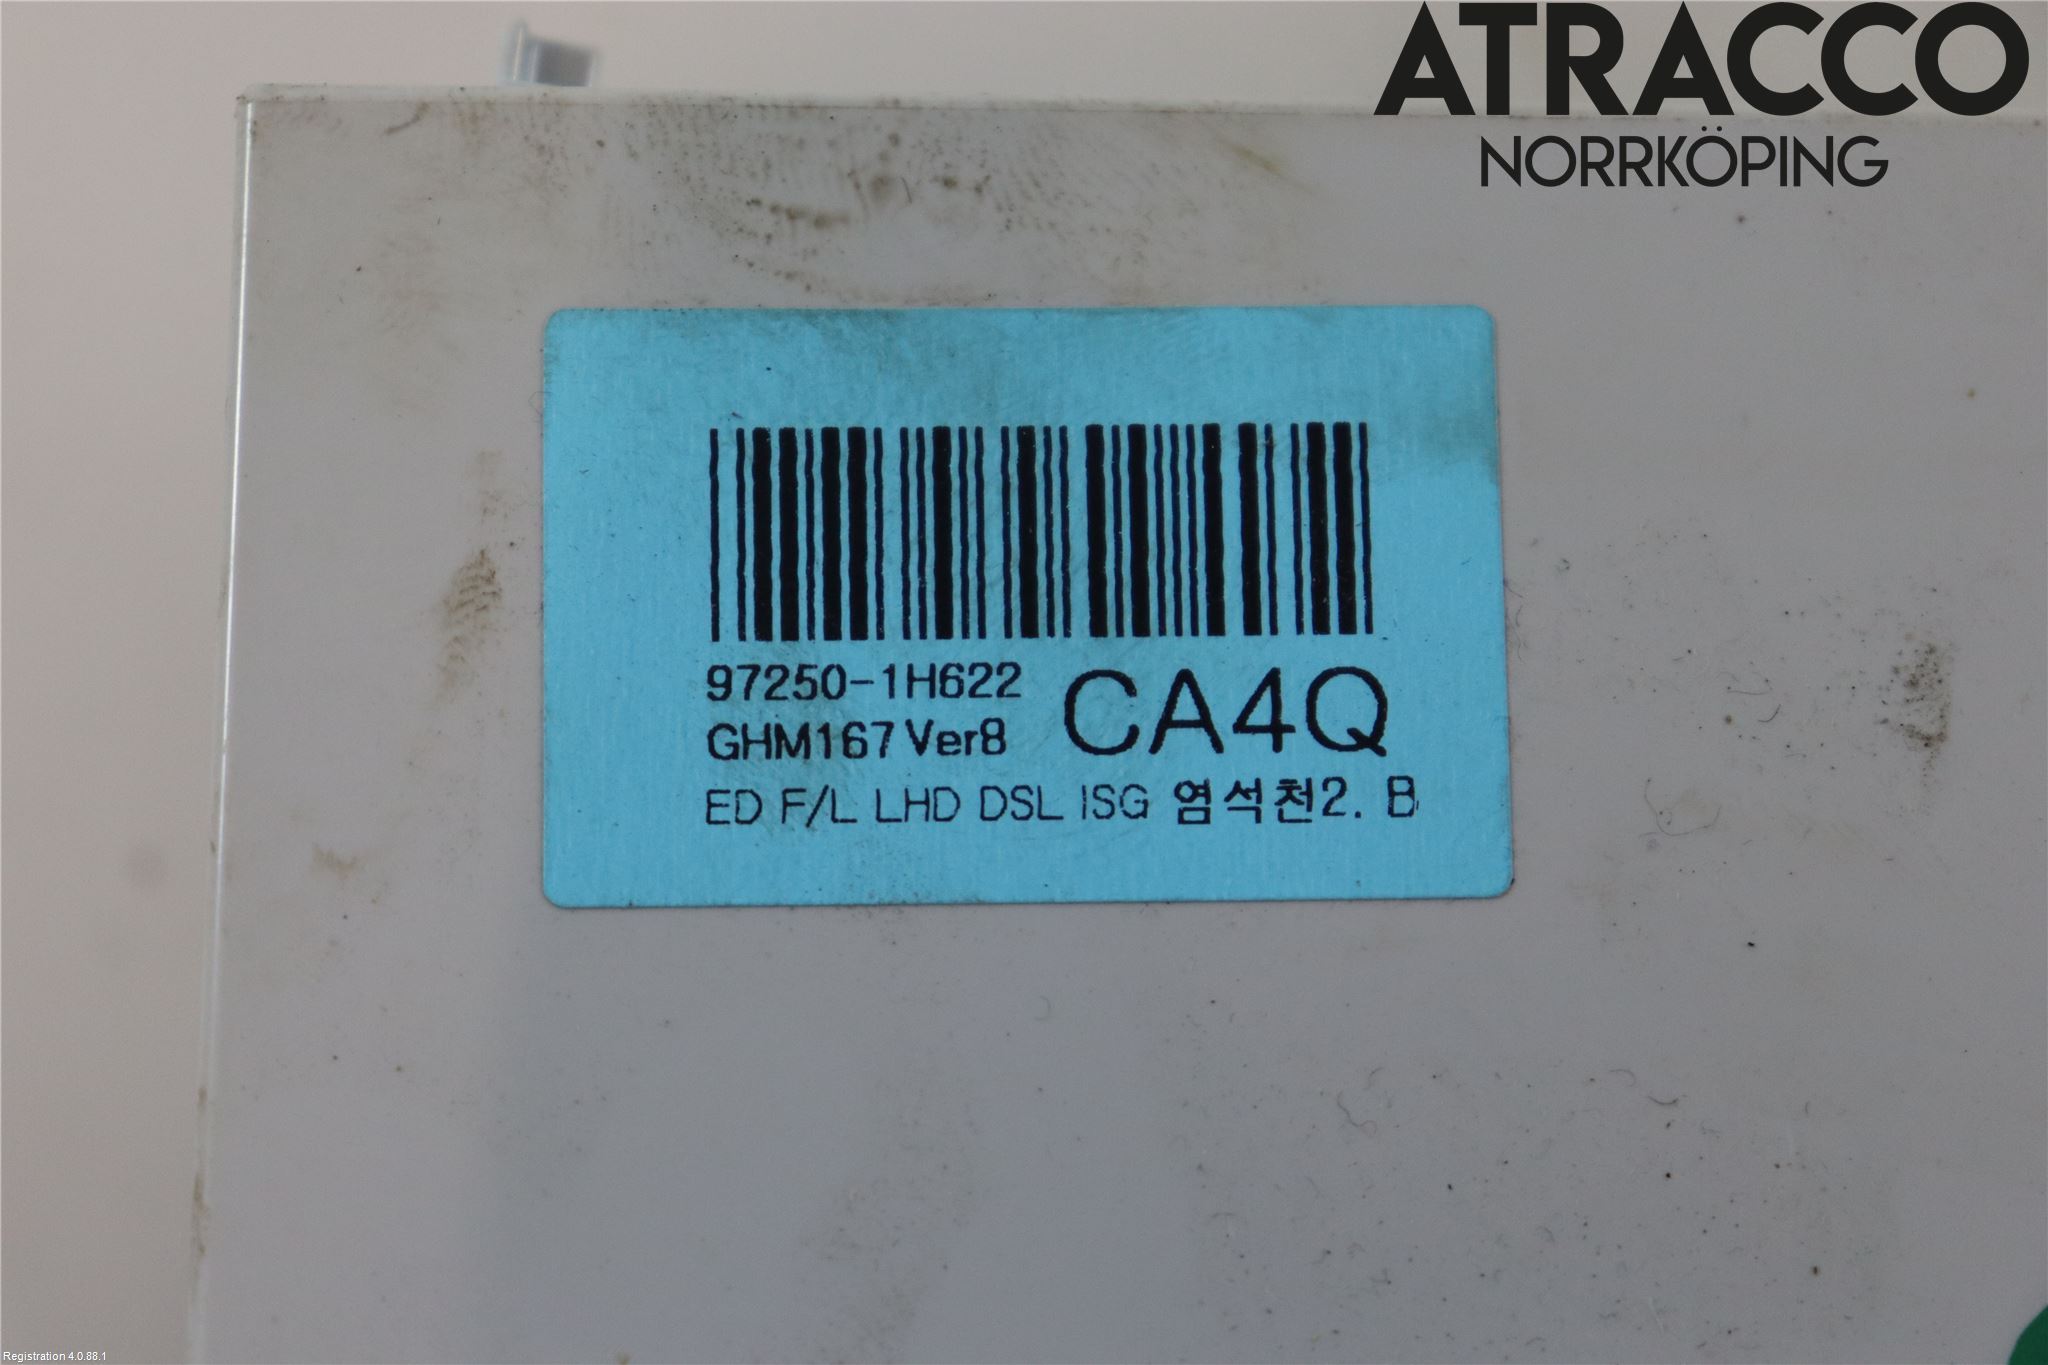 ATRACCO
NORRKÖPING
97250-1H622
GHM167 Ver8
CA4Q
ED F/L LHD DSL ISG 염석천2. B
Registration 4.0.88.1